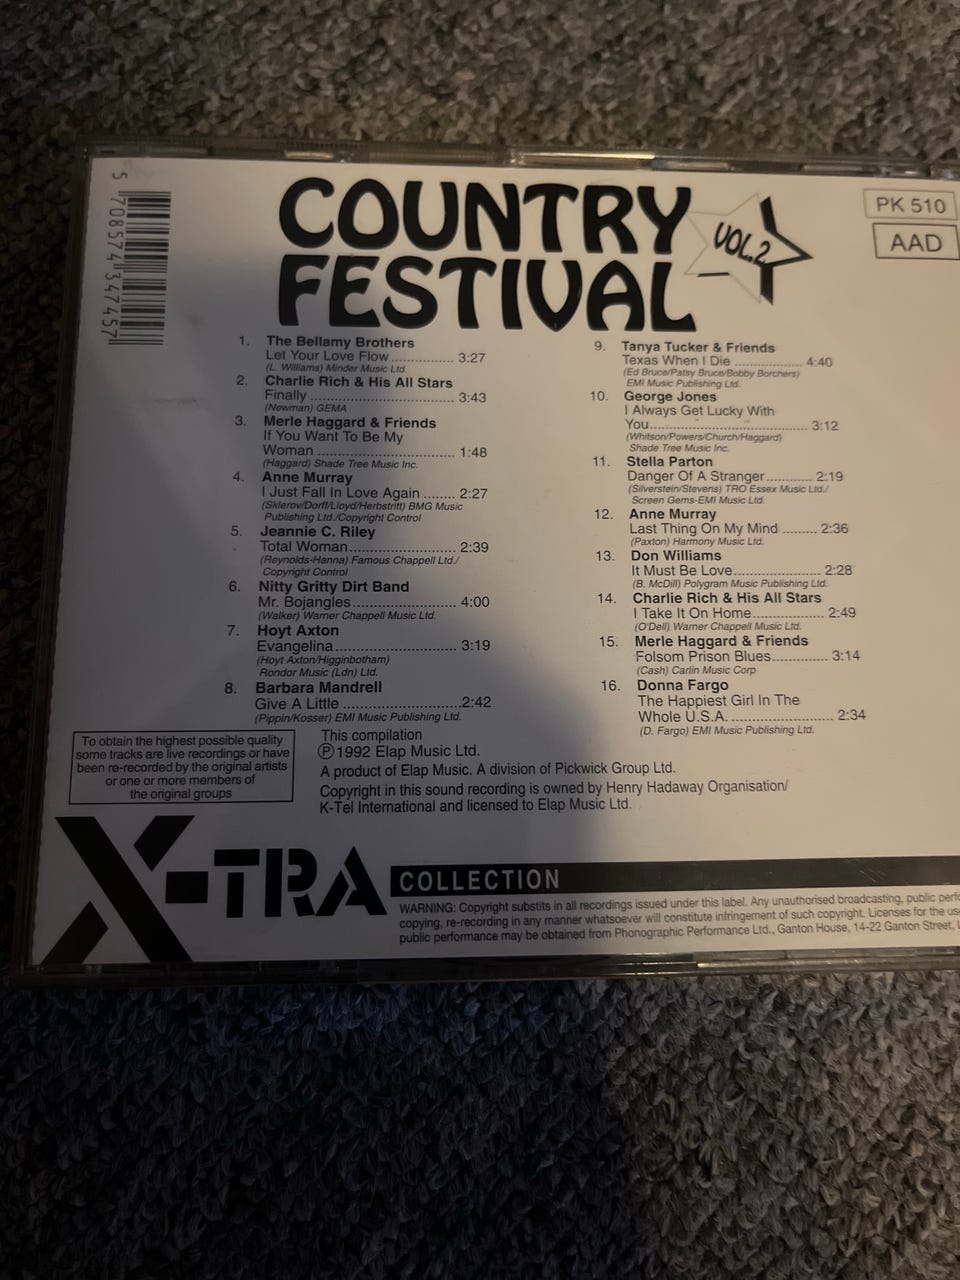 5 708574 347457
COUNTRY
FESTIVAL
VOL.2
PK 510
AAD
1. The Bellamy Brothers
Let Your Love Flow .............. 3:27
(L. Williams) Minder Music Ltd.
2. Charlie Rich & His All Stars
Finally ................................. 3:43
(Newman) GEMA
3. Merle Haggard & Friends
If You Want To Be My
Woman ............................... 1:48
(Haggard) Shade Tree Music Inc.
4. Anne Murray
I Just Fall In Love Again ....... 2:27
(Sklerov/Dorff/Lloyd/Herbstritt) BMG Music
Publishing Ltd./Copyright Control
5. Jeannie C. Riley
Total Woman........................ 2:39
(Reynolds-Hanna) Famous Chappell Ltd./
Copyright Control
6. Nitty Gritty Dirt Band
Mr. Bojangles....................... 4:00
(Walker) Warner Chappell Music Ltd.
7. Hoyt Axton
Evangelina........................... 3:19
(Hoyt Axton/Higginbotham)
Rondor Music (Ldn) Ltd.
8. Barbara Mandrell
Give A Little ..........................2:42
(Pippin/Kosser) EMI Music Publishing Ltd.
9. Tanya Tucker & Friends
Texas When I Die ................ 4:40
(Ed Bruce/Patsy Bruce/Bobby Borchers)
EMI Music Publishing Ltd.
10. George Jones
I Always Get Lucky With
You.................................... 3:12
(Whitson/Powers/Church/Haggard)
Shade Tree Music Inc.
11. Stella Parton
Danger Of A Stranger........... 2:19
(Silverstein/Stevens) TRO Essex Music Ltd./
Screen Gems-EMI Music Ltd.
12. Anne Murray
Last Thing On My Mind ........ 2:36
(Paxton) Harmony Music Ltd.
13. Don Williams
It Must Be Love.................... 2:28
(B. McDill) Polygram Music Publishing Ltd.
14. Charlie Rich & His All Stars
I Take It On Home................. 2:49
(O'Dell) Warner Chappell Music Ltd.
15. Merle Haggard & Friends
Folsom Prison Blues............. 3:14
(Cash) Carlin Music Corp
16. Donna Fargo
The Happiest Girl In The
Whole U.S.A. ....................... 2:34
(D. Fargo) EMI Music Publishing Ltd.
To obtain the highest possible quality
some tracks are live recordings or have
been re-recorded by the original artists
or one or more members of
the original groups
This compilation
Ⓟ 1992 Elap Music Ltd.
A product of Elap Music. A division of Pickwick Group Ltd.
Copyright in this sound recording is owned by Henry Hadaway Organisation/
K-Tel International and licensed to Elap Music Ltd.
X-TRA
COLLECTION
WARNING: Copyright substits in all recordings issued under this label. Any unauthorised broadcasting, public
copying, re-recording in any manner whatsoever will constitute infringement of such copyright. Licenses for the
public performance may be obtained from Phonographic Performance Ltd., Ganton House, 14-22 Ganton Street,